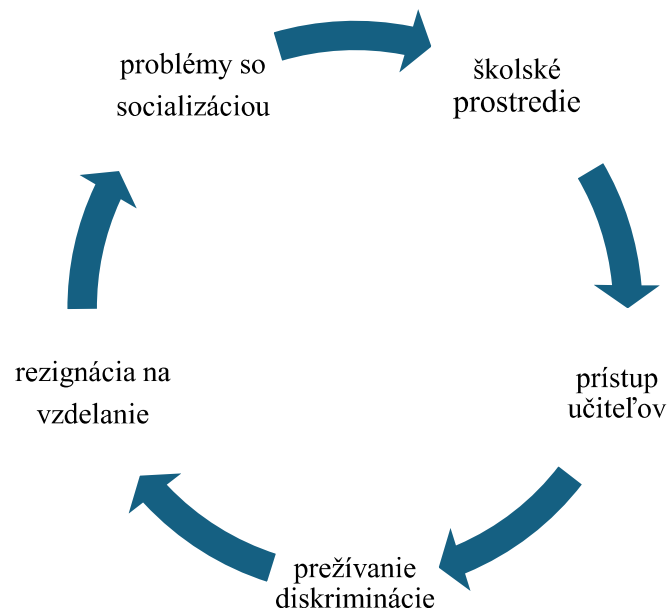 problémy so
socializáciou
školské
prostredie
prístup
učiteľov
prežívanie
diskriminácie
rezignácia na
vzdelanie